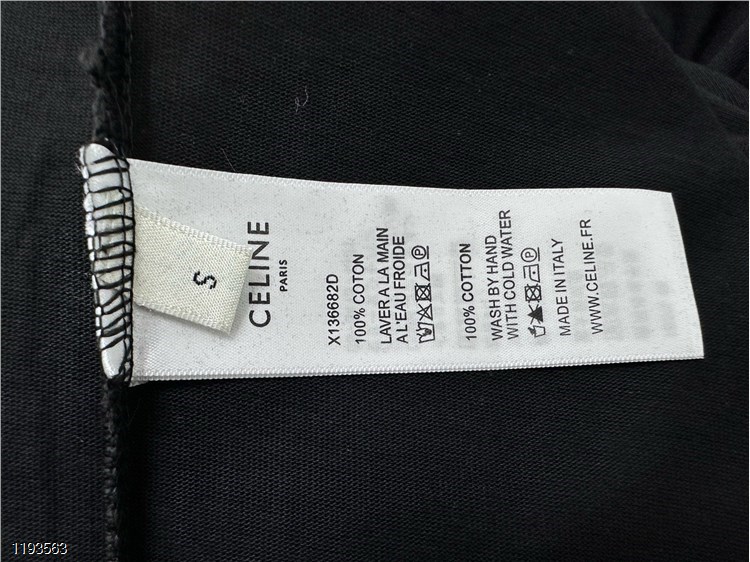 S
CELINE
PARIS
X136682D
100% COTON
LAVER A LA MAIN
A L'EAU FROIDE
100% COTTON
WASH BY HAND
WITH COLD WATER
MADE IN ITALY
WWW.CELINE.FR
1193563